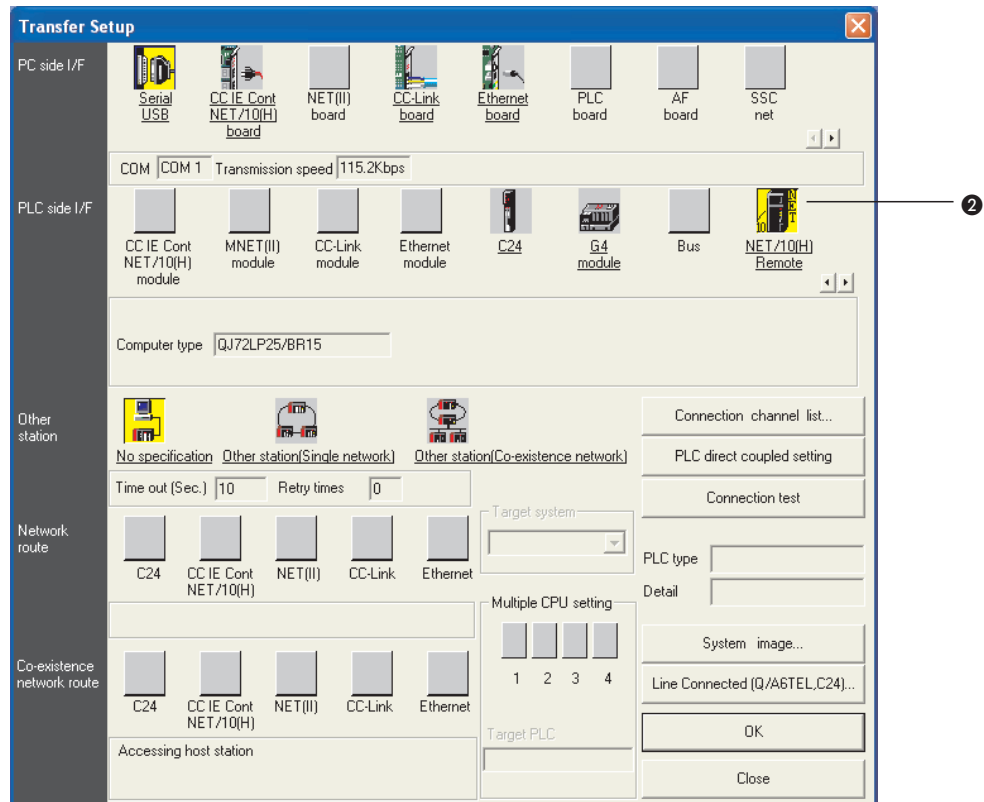 Transfer Setup
PC side I/F
Serial
USB
CC IE Cont
NET/10(H)
board
NET(II)
board
CC-Link
board
Ethernet
board
PLC
board
AF
board
SSC
net
COM COM 1 Transmission speed 115.2Kbps
PLC side I/F
CC IE Cont
NET/10(H)
module
MNET(II)
module
CC-Link
module
Ethernet
module
C24
G4
module
Bus
NET/10(H)
Remote
❷
Computer type QJ72LP25/BR15
Other
station
No specification
Other station(Single network)
Other station(Co-existence network)
Time out (Sec.) 10 Retry times 0
Connection channel list...
PLC direct coupled setting
Connection test
PLC type
Detail
System image...
Line Connected (Q/A6TEL,C24)...
OK
Close
Network
route
C24
CC IE Cont
NET/10(H)
NET(II)
CC-Link
Ethernet
Target system
Multiple CPU setting
1 2 3 4
Target PLC
Co-existence
network route
C24
CC IE Cont
NET/10(H)
NET(II)
CC-Link
Ethernet
Accessing host station